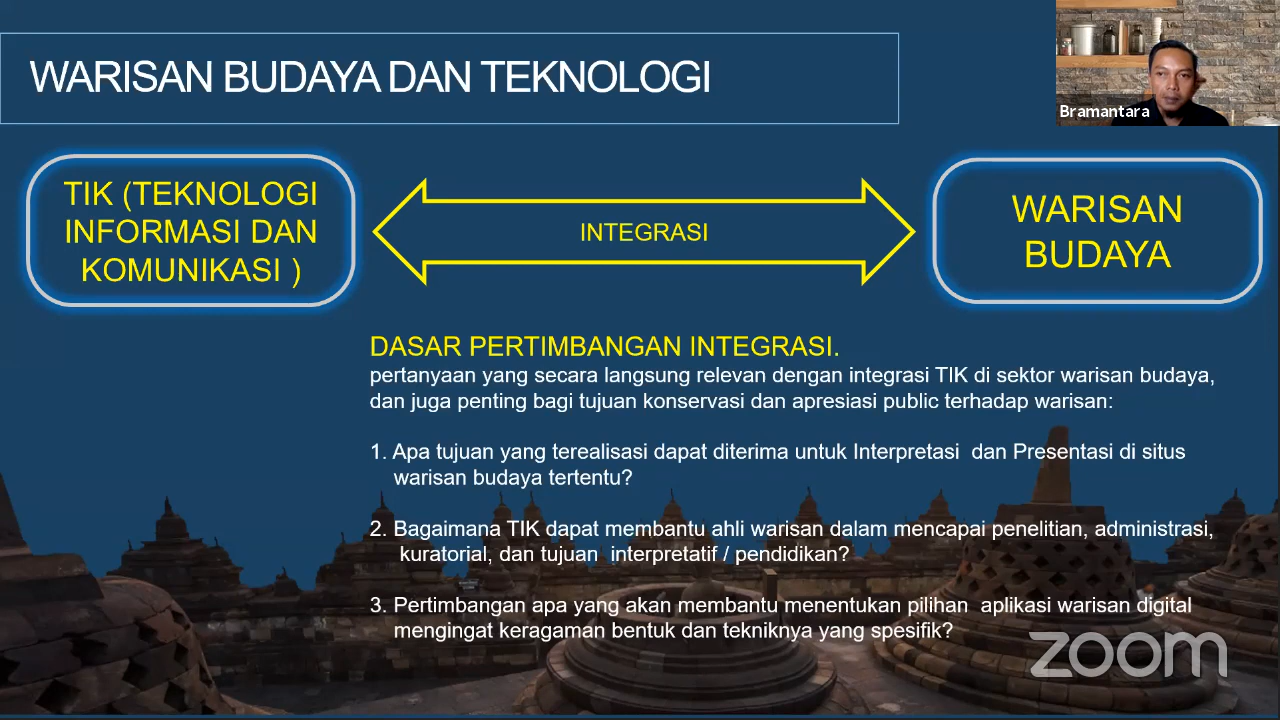 WARISAN BUDAYA DAN TEKNOLOGI
Bramantara
TIK (TEKNOLOGI
INFORMASI DAN
KOMUNIKASI )
INTEGRASI
WARISAN
BUDAYA
DASAR PERTIMBANGAN INTEGRASI.
pertanyaan yang secara langsung relevan dengan integrasi TIK di sektor warisan budaya,
dan juga penting bagi tujuan konservasi dan apresiasi public terhadap warisan:
1. Apa tujuan yang terealisasi dapat diterima untuk Interpretasi dan Presentasi di situs
warisan budaya tertentu?
2. Bagaimana TIK dapat membantu ahli warisan dalam mencapai penelitian, administrasi,
kuratorial, dan tujuan interpretatif / pendidikan?
3. Pertimbangan apa yang akan membantu menentukan pilihan aplikasi warisan digital
mengingat keragaman bentuk dan tekniknya yang spesifik?
zoom